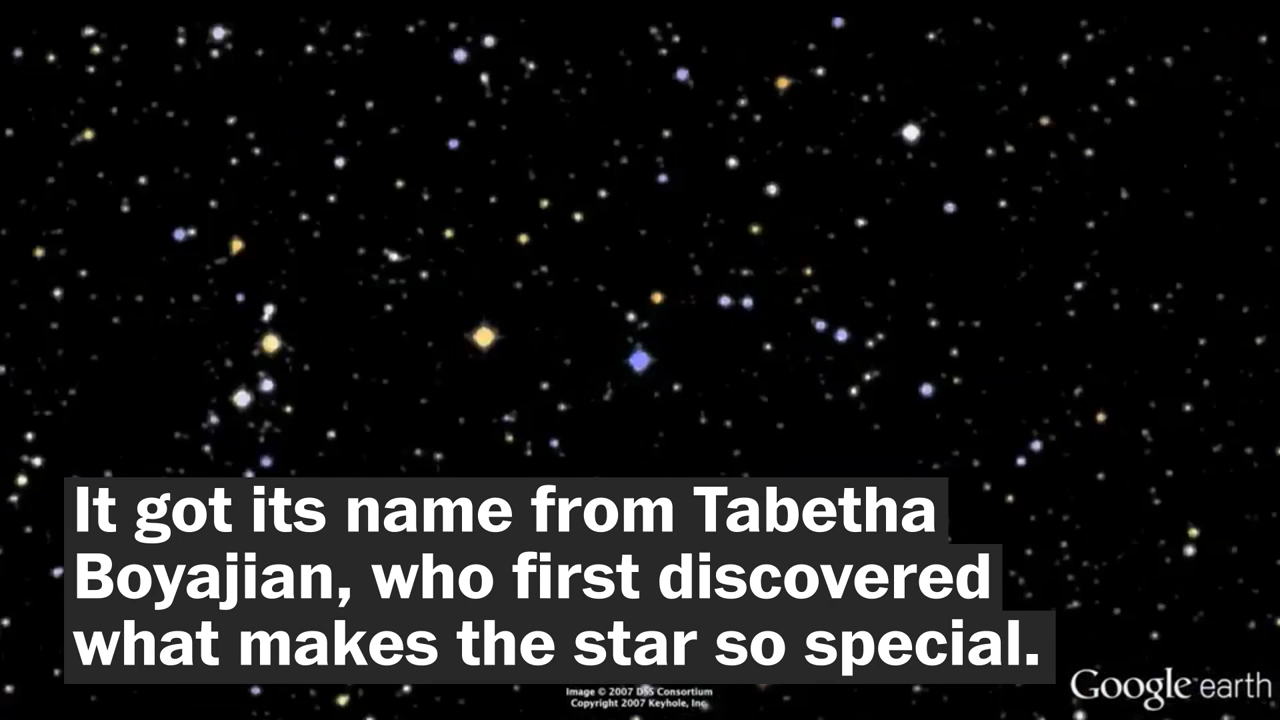 It got its name from Tabetha
Boyajian, who first discovered
what makes the star so special.
Image © 2007 DSS Consortium
Copyright 2007 Keyhole, Inc
Google earth